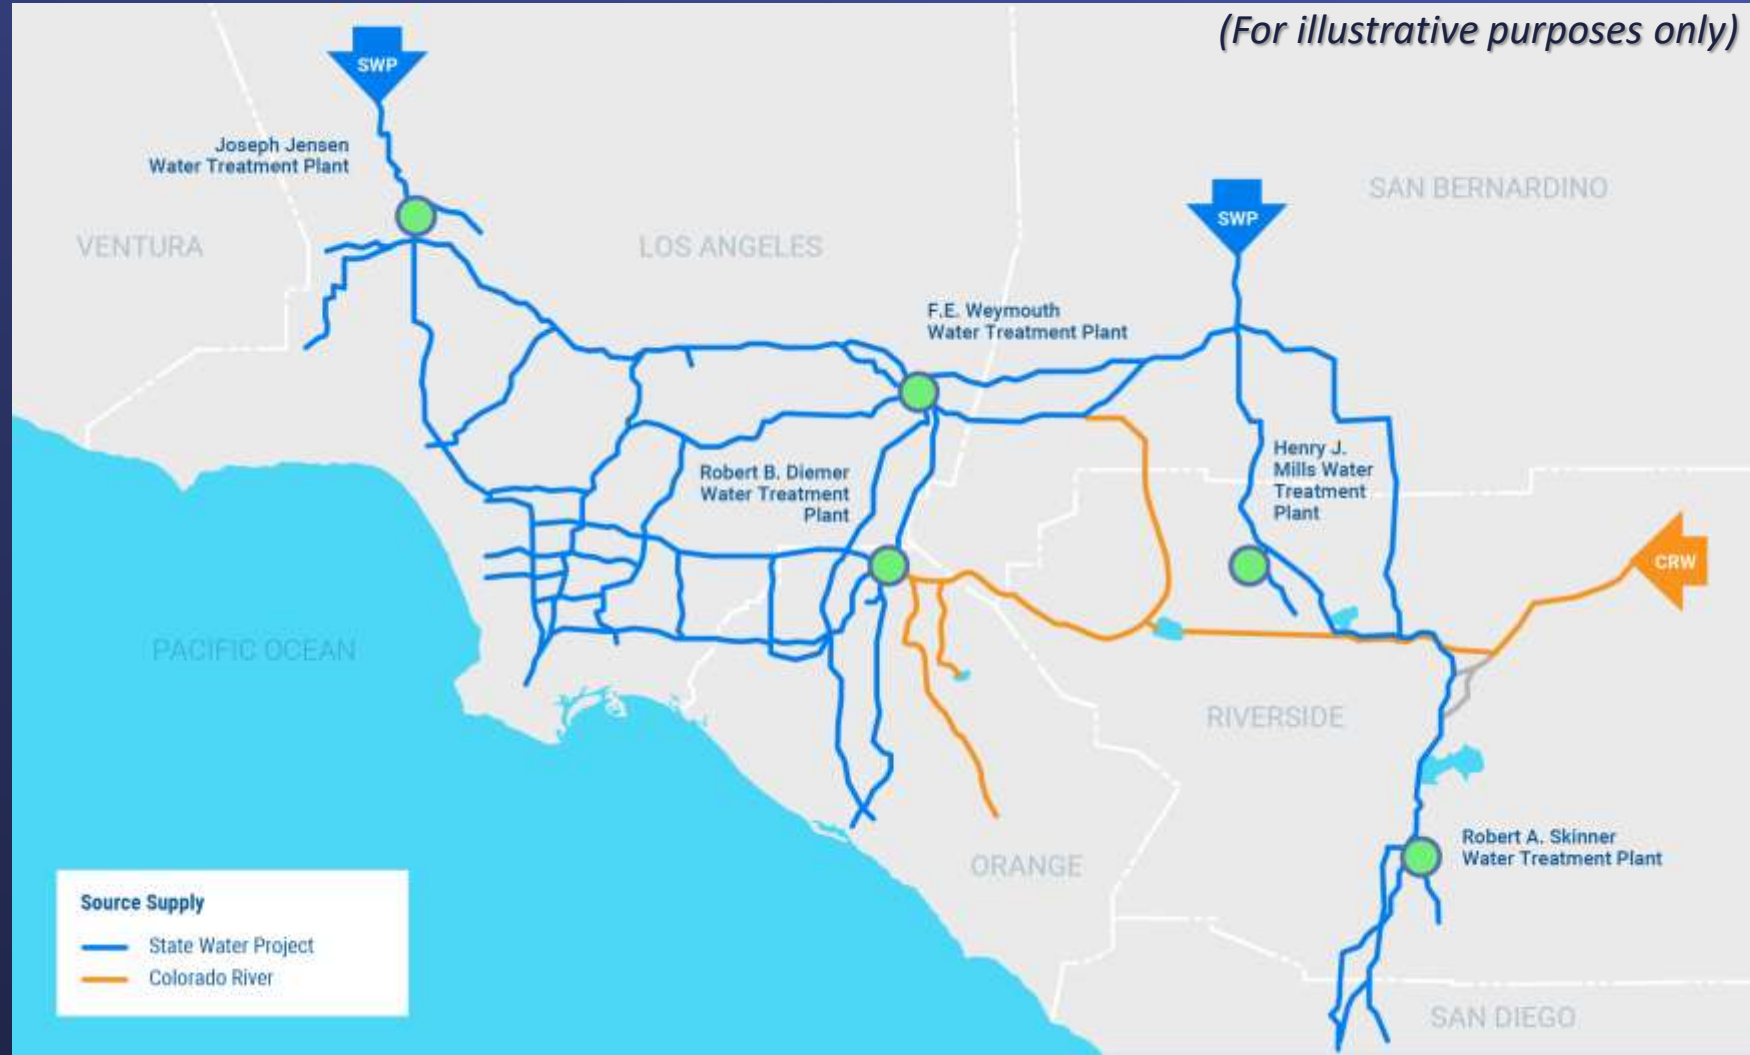 (For illustrative purposes only)
SWP
Joseph Jensen
Water Treatment Plant
SAN BERNARDINO
SWP
VENTURA
LOS ANGELES
F.E. Weymouth
Water Treatment Plant
Henry J.
Mills Water
Treatment
Plant
Robert B. Diemer
Water Treatment
Plant
CRW
PACIFIC OCEAN
RIVERSIDE
Robert A. Skinner
Water Treatment Plant
ORANGE
Source Supply
State Water Project
Colorado River
SAN DIEGO